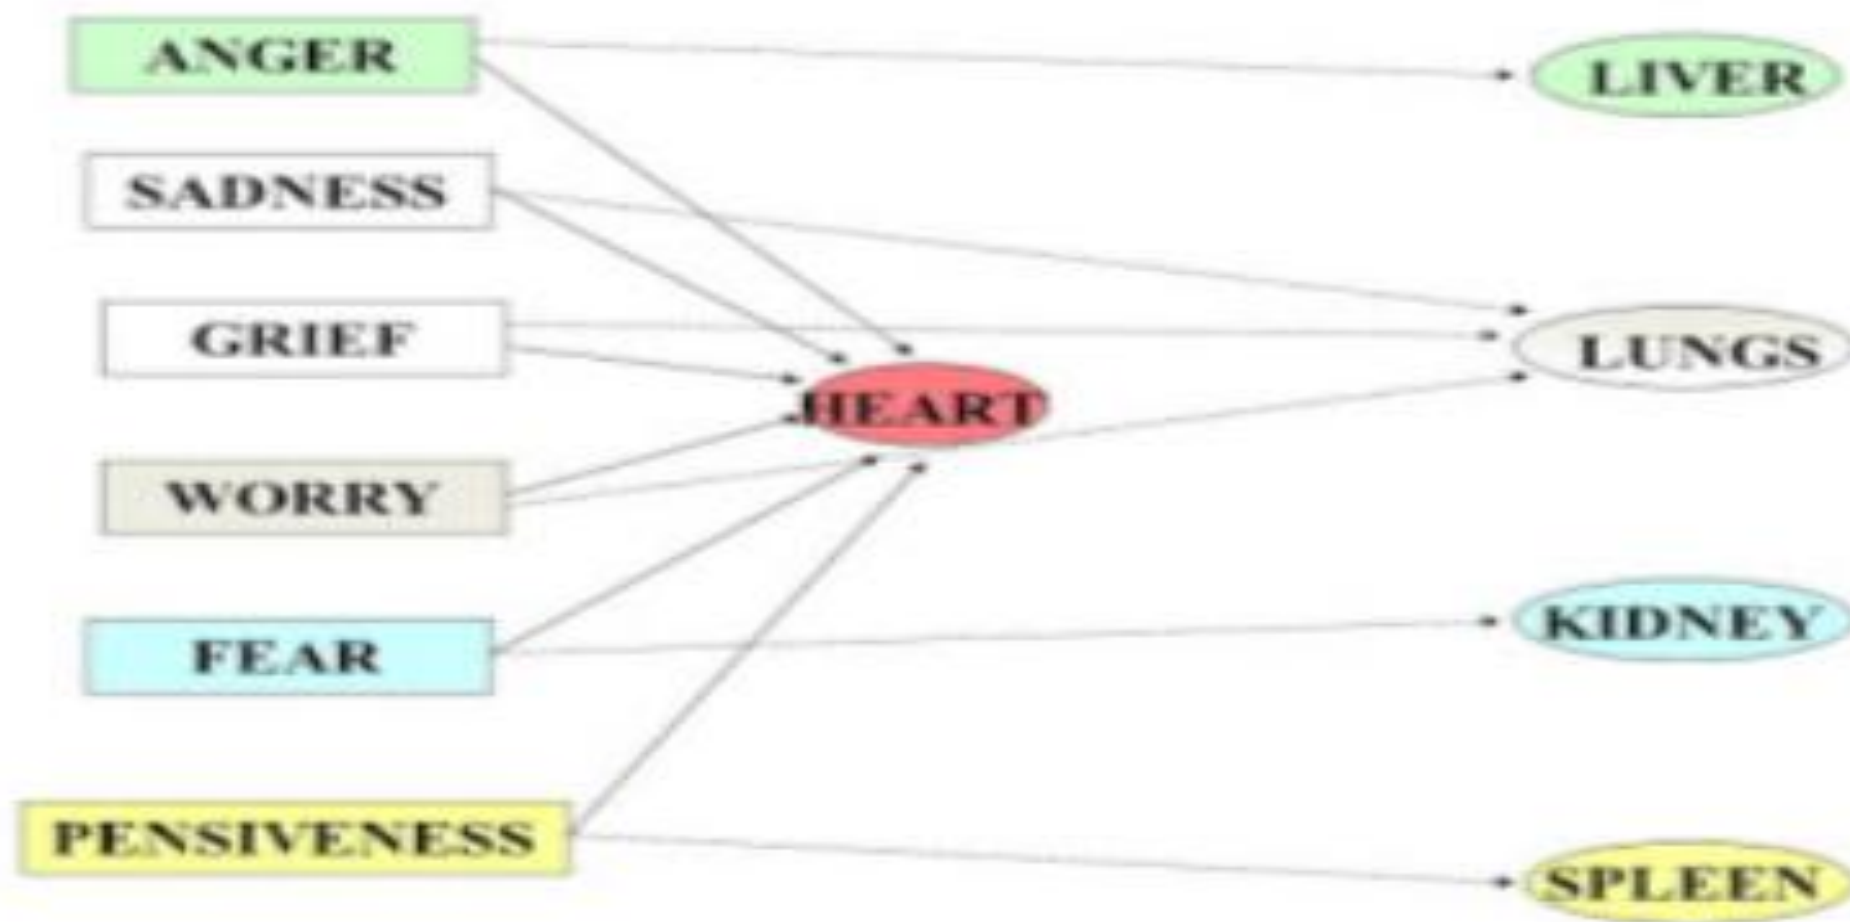 ANGER
LIVER
SADNESS
GRIEF
LUNGS
HEART
WORRY
FEAR
KIDNEY
PENSIVENESS
SPLEEN